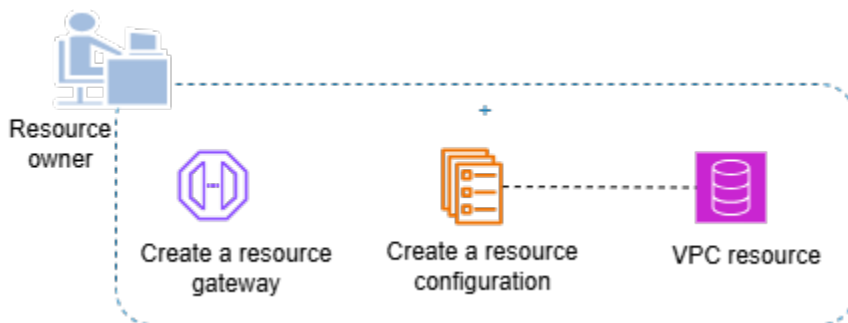 Resource
owner
+
Create a resource
gateway
Create a resource
configuration
VPC resource